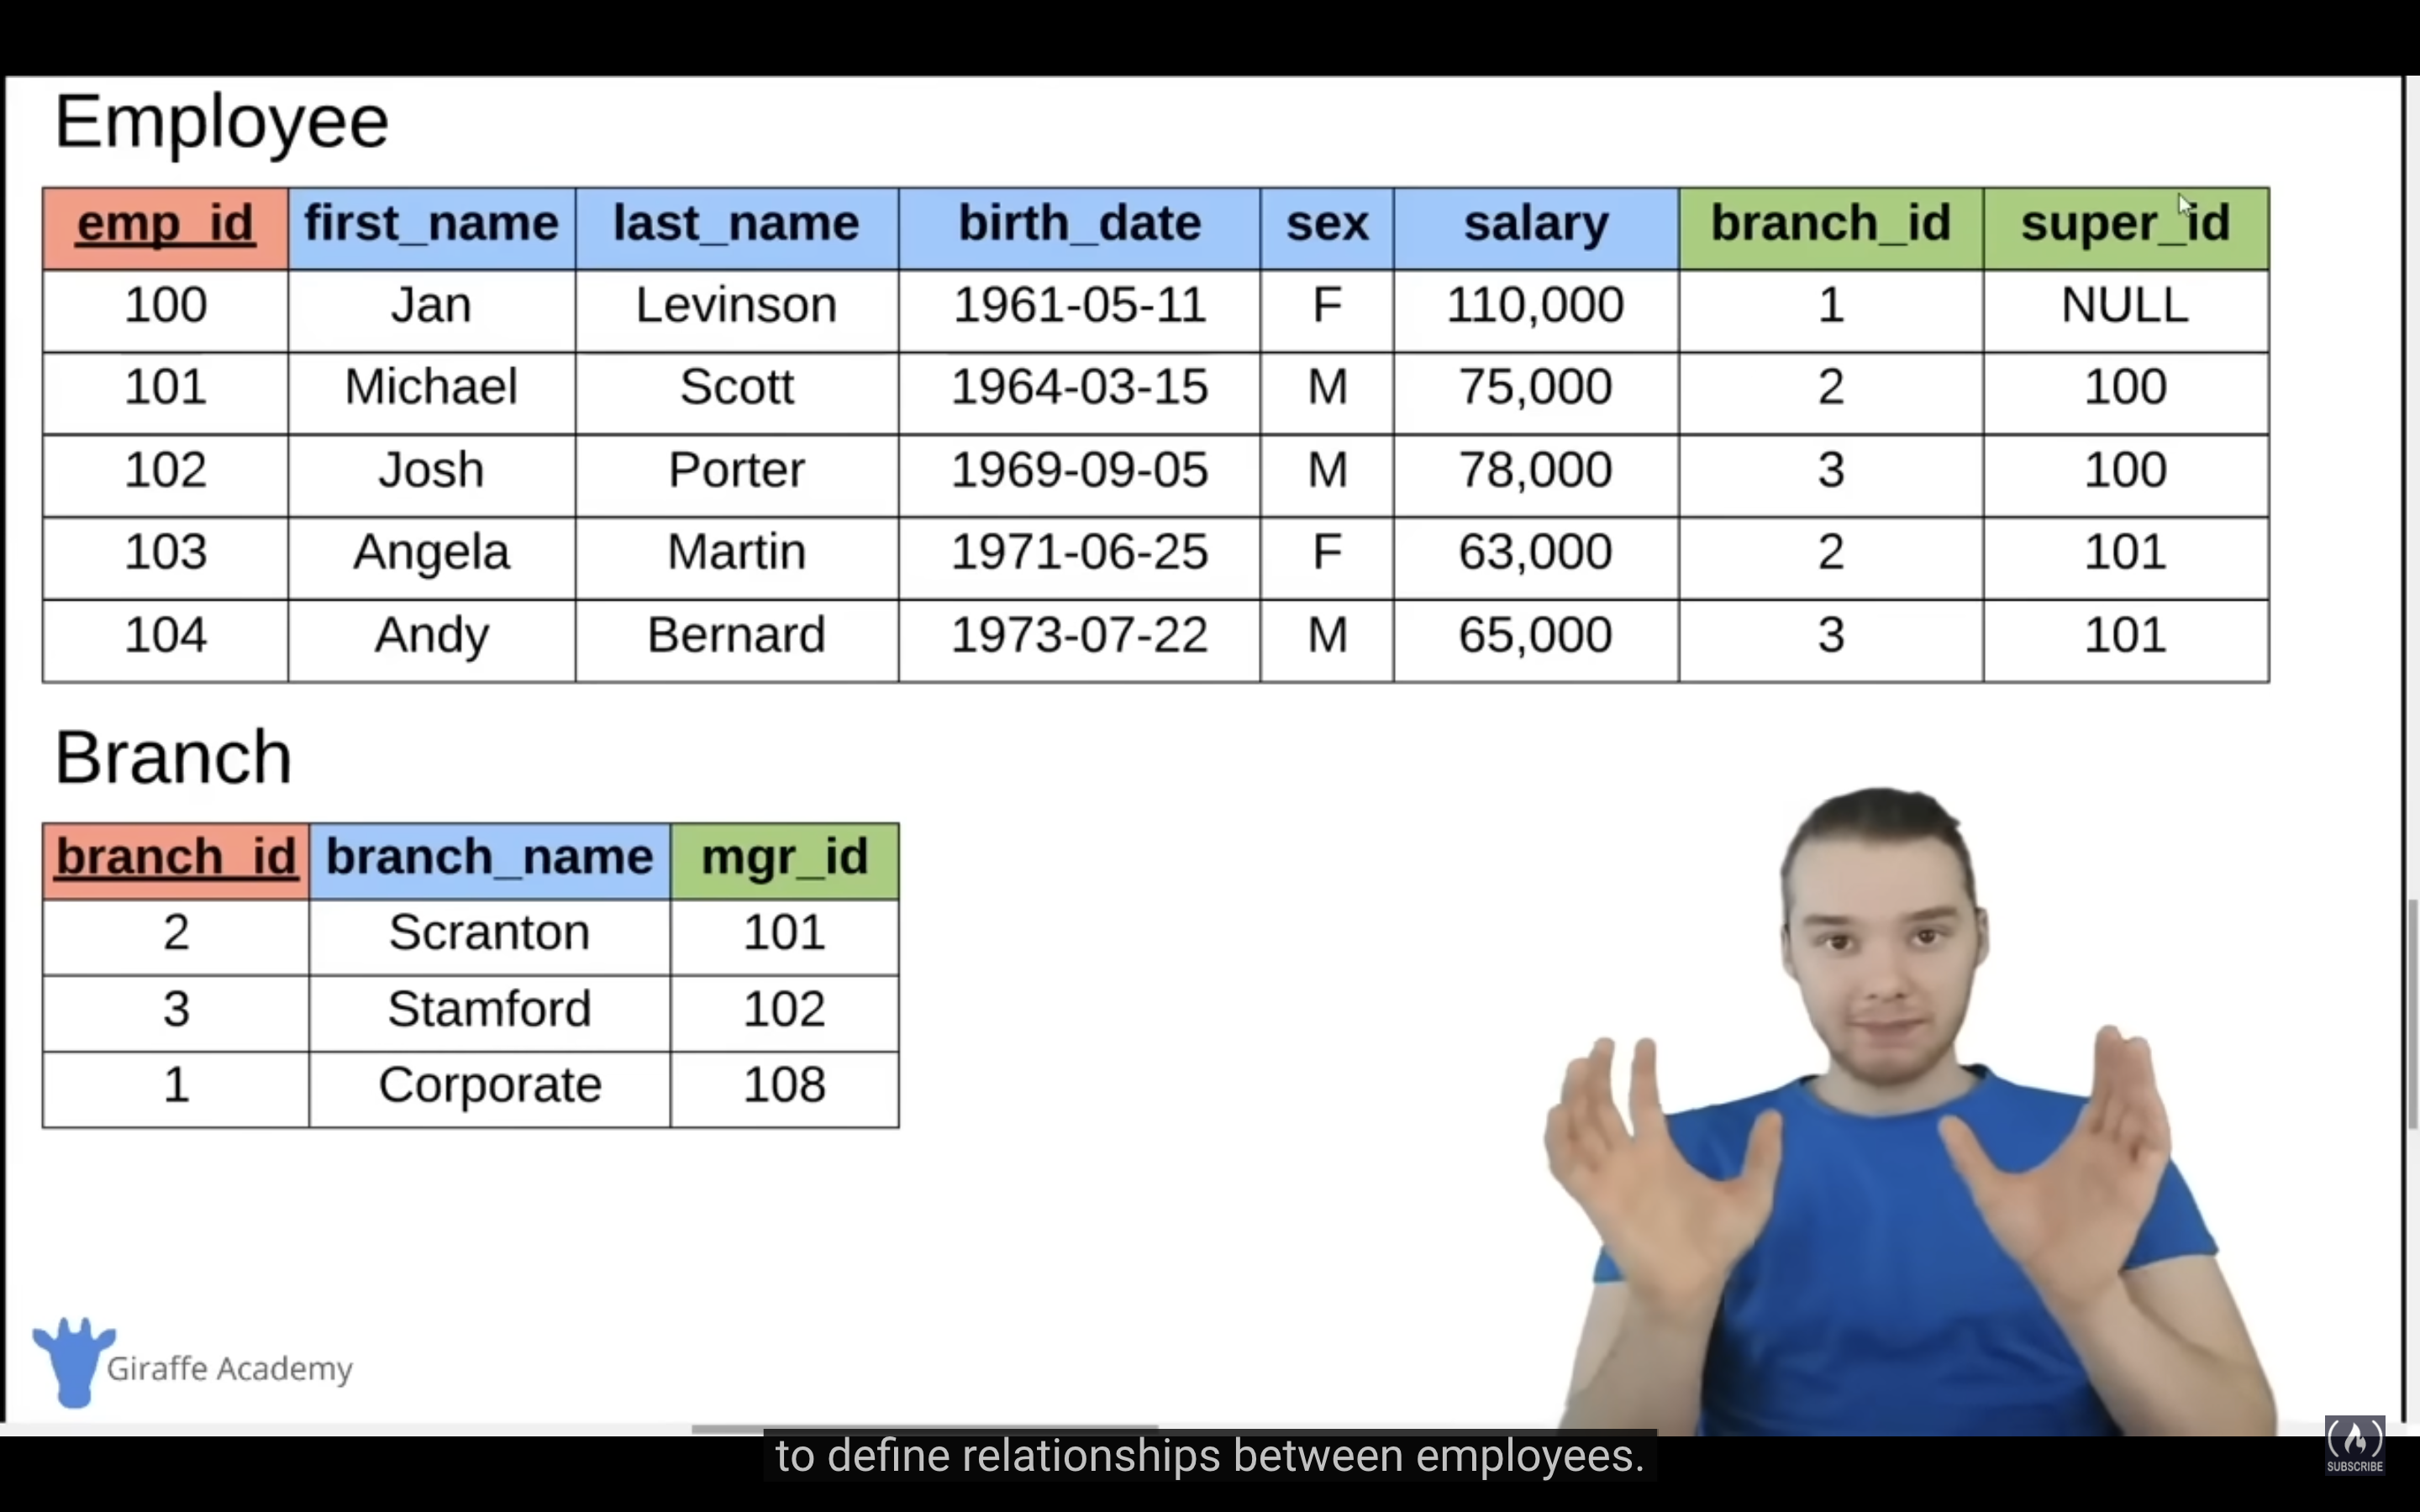 Employee
emp_id first_name last_name birth_date sex salary branch_id super_id
100 Jan Levinson 1961-05-11 F 110,000 1 NULL
101 Michael Scott 1964-03-15 M 75,000 2 100
102 Josh Porter 1969-09-05 M 78,000 3 100
103 Angela Martin 1971-06-25 F 63,000 2 101
104 Andy Bernard 1973-07-22 M 65,000 3 101
Branch
branch_id branch_name mgr_id
2 Scranton 101
3 Stamford 102
1 Corporate 108
Giraffe Academy
to define relationships between employees.
SUBSCRIBE